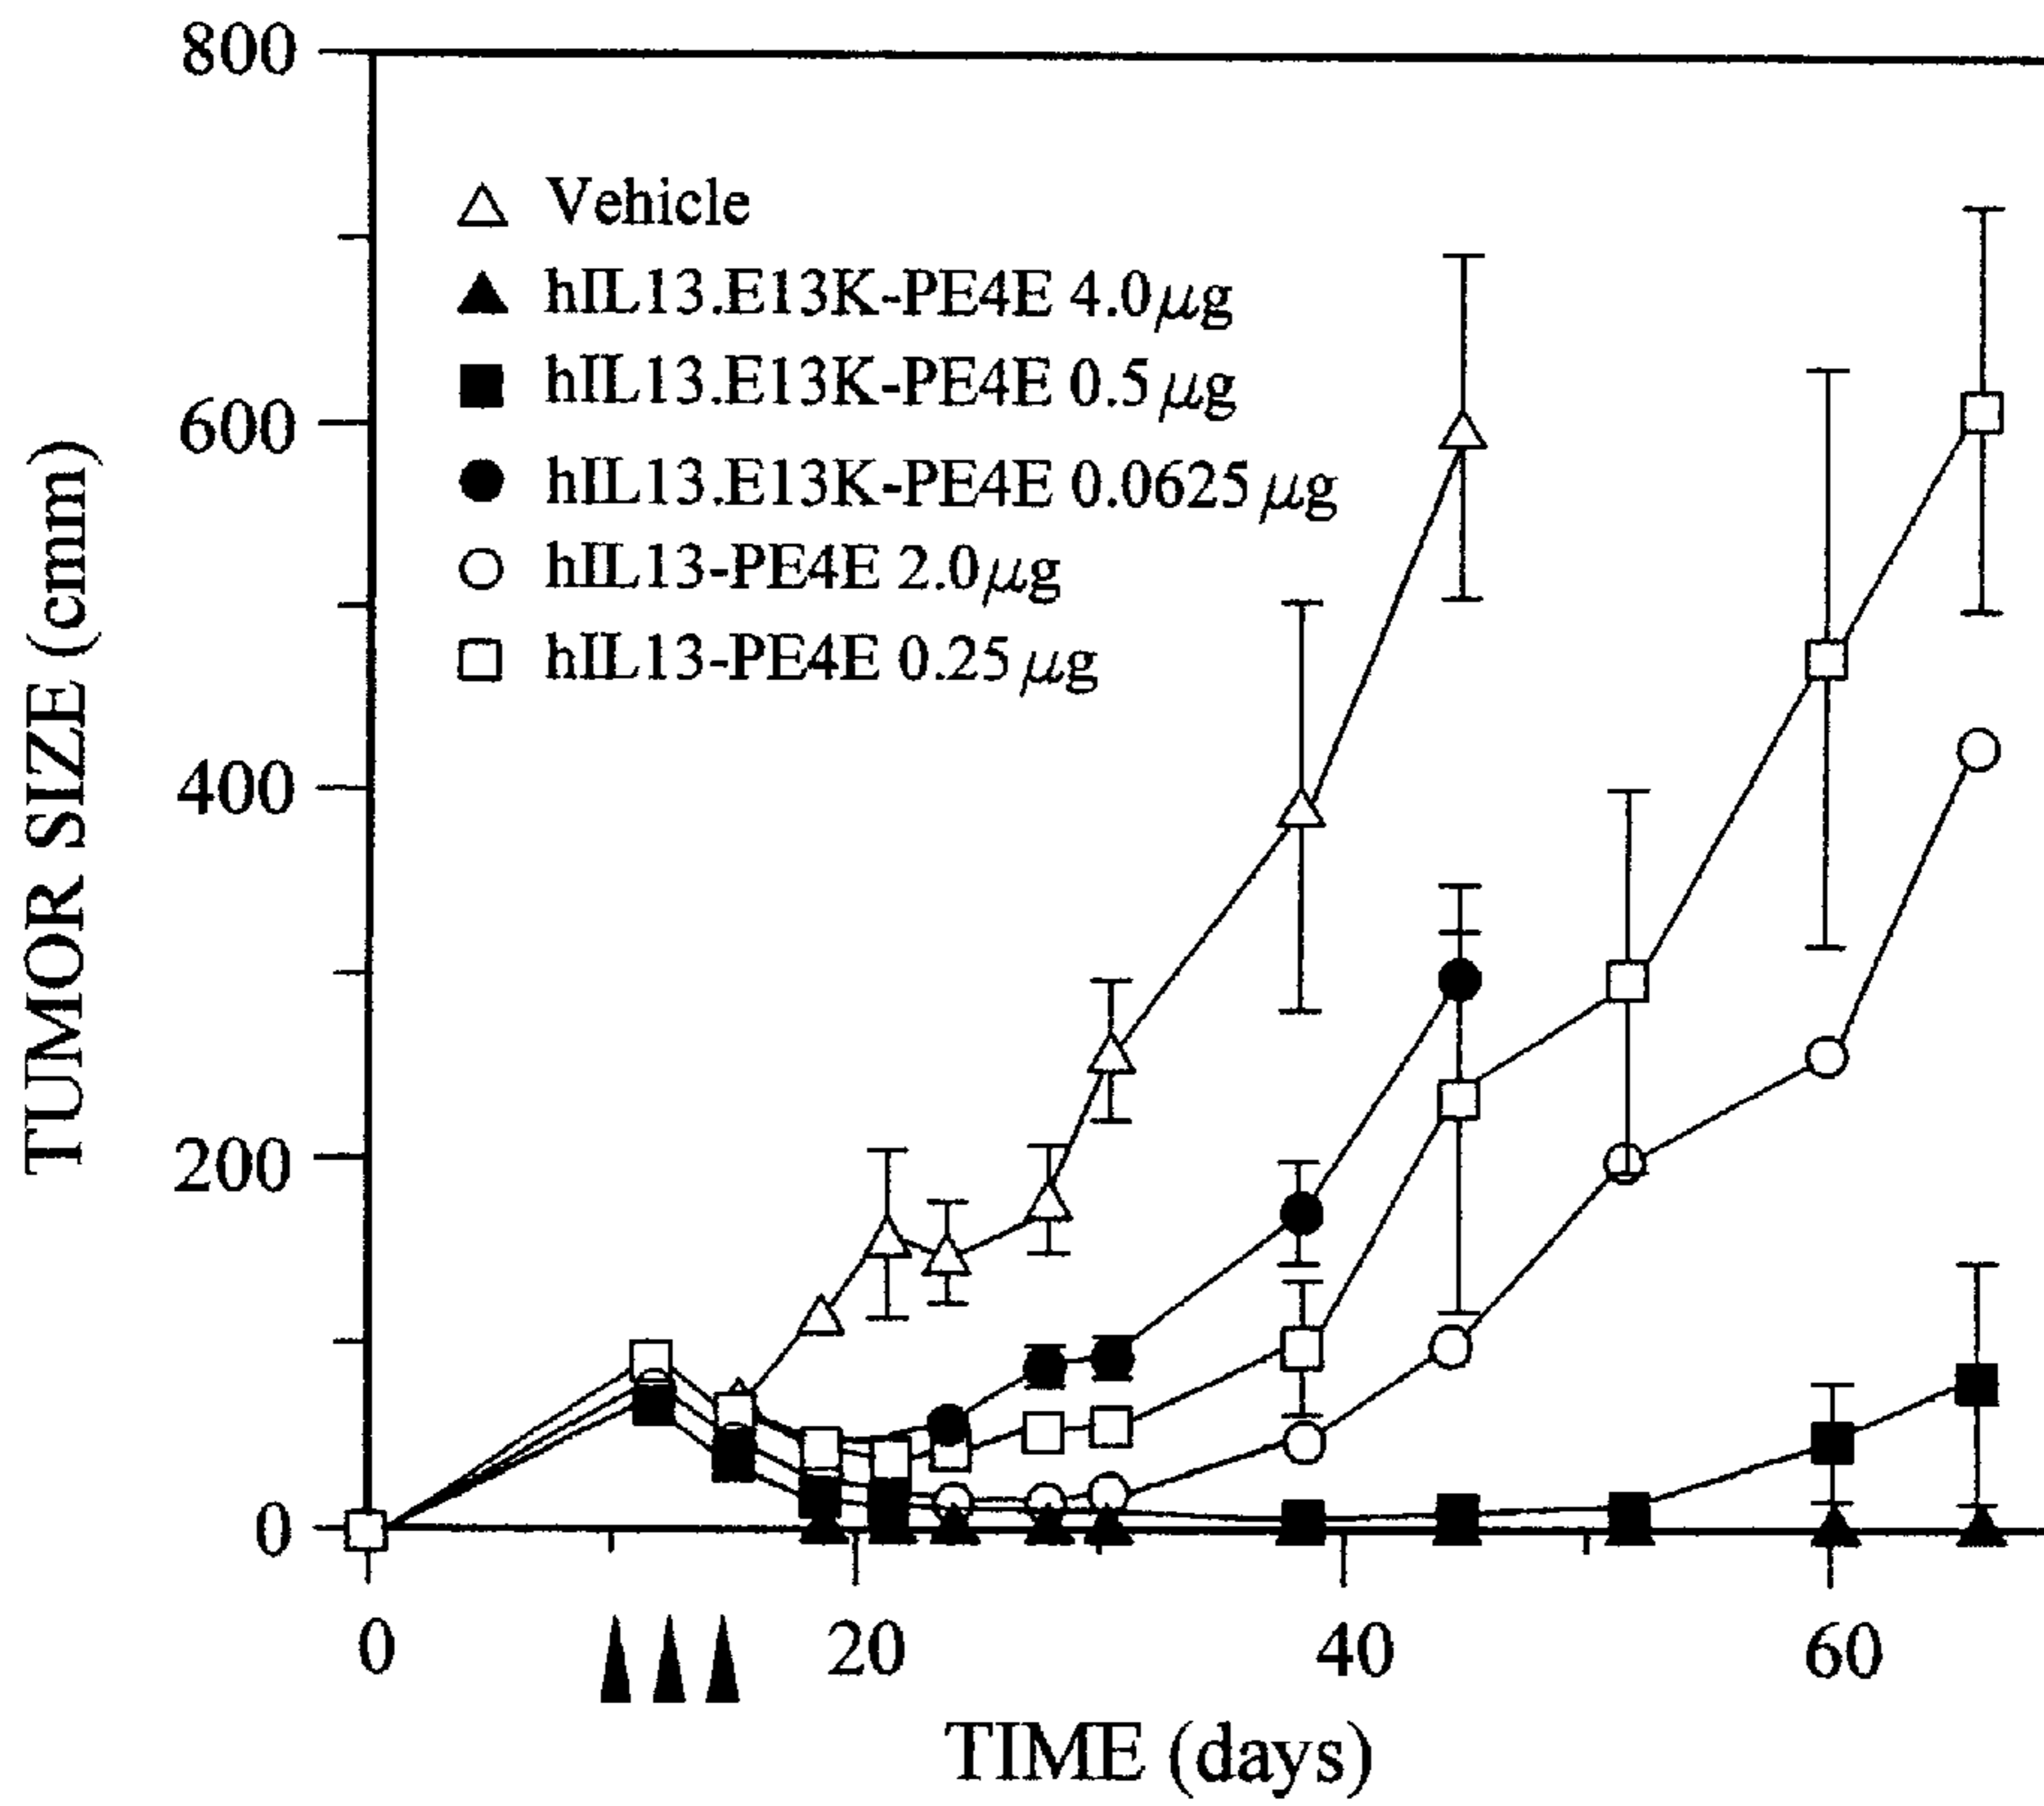 800
600
400
200
0
TUMOR SIZE (cmm)
Vehicle
hIL13.E13K-PE4E 4.0μg
hIL13.E13K-PE4E 0.5μg
hIL13.E13K-PE4E 0.0625μg
hIL13-PE4E 2.0μg
hIL13-PE4E 0.25μg
0 20 40 60
TIME (days)